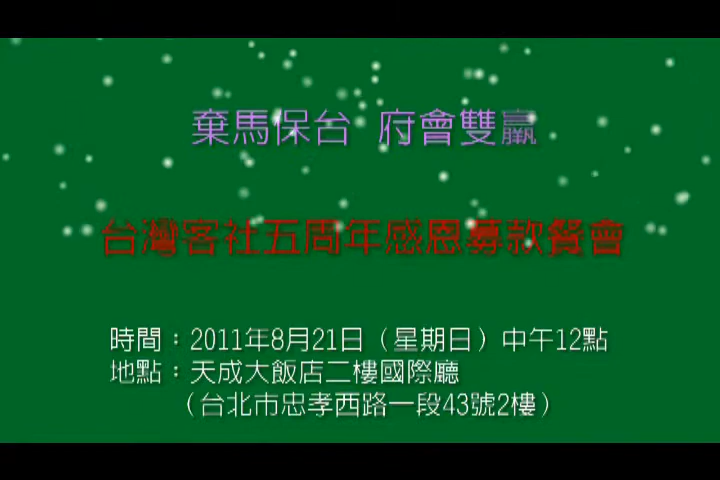 棄馬保台 府會雙贏
台灣客社五周年感恩募款餐會
時間：2011年8月21日（星期日）中午12點
地點：天成大飯店二樓國際廳
（台北市忠孝西路一段43號2樓）